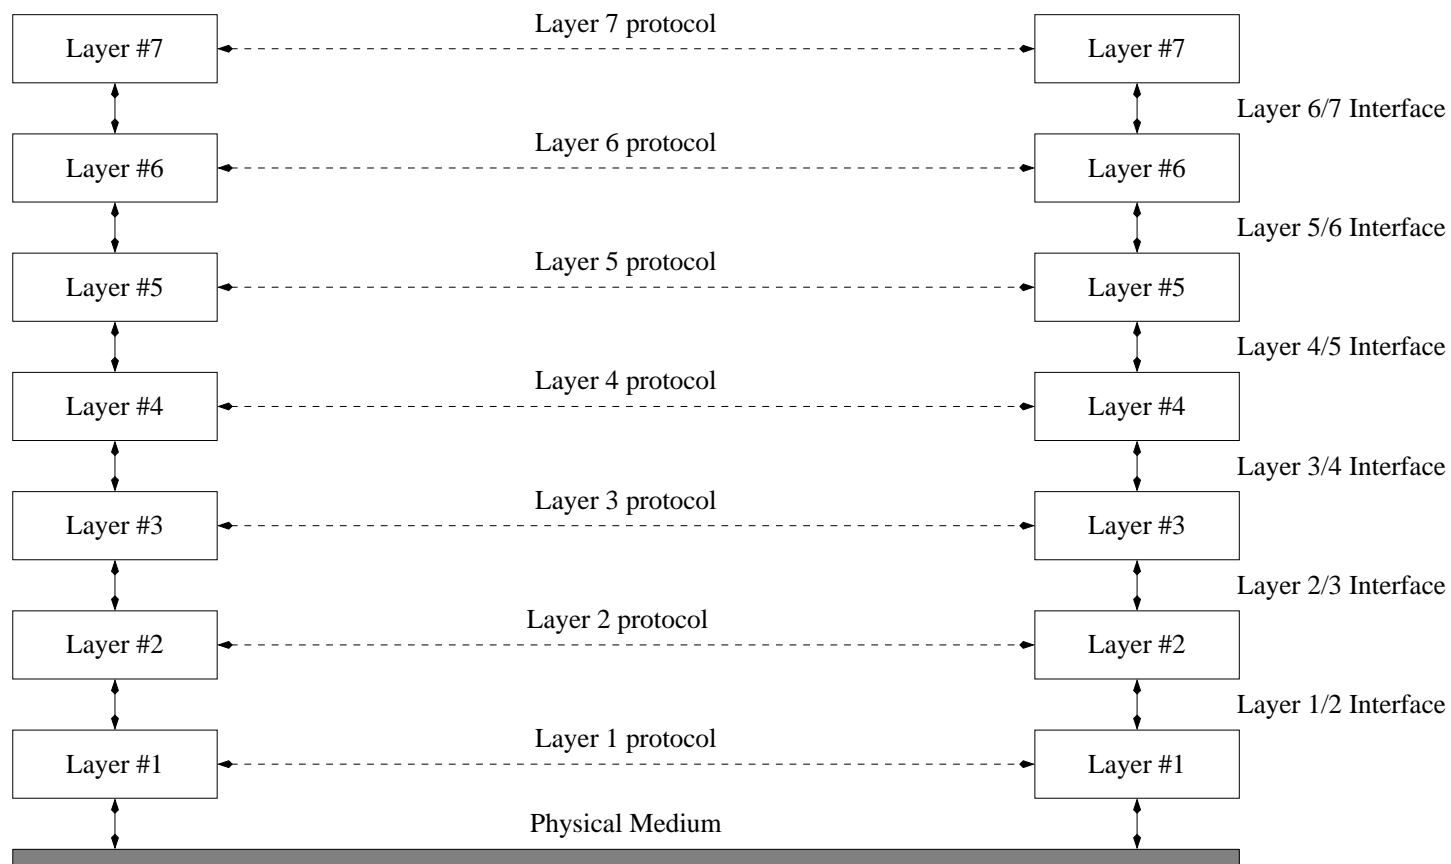 Layer 7 protocol
Layer #7
Layer #7
Layer 6/7 Interface
Layer 6 protocol
Layer #6
Layer #6
Layer 5/6 Interface
Layer 5 protocol
Layer #5
Layer #5
Layer 4/5 Interface
Layer 4 protocol
Layer #4
Layer #4
Layer 3/4 Interface
Layer 3 protocol
Layer #3
Layer #3
Layer 2/3 Interface
Layer 2 protocol
Layer #2
Layer #2
Layer 1/2 Interface
Layer 1 protocol
Layer #1
Layer #1
Physical Medium